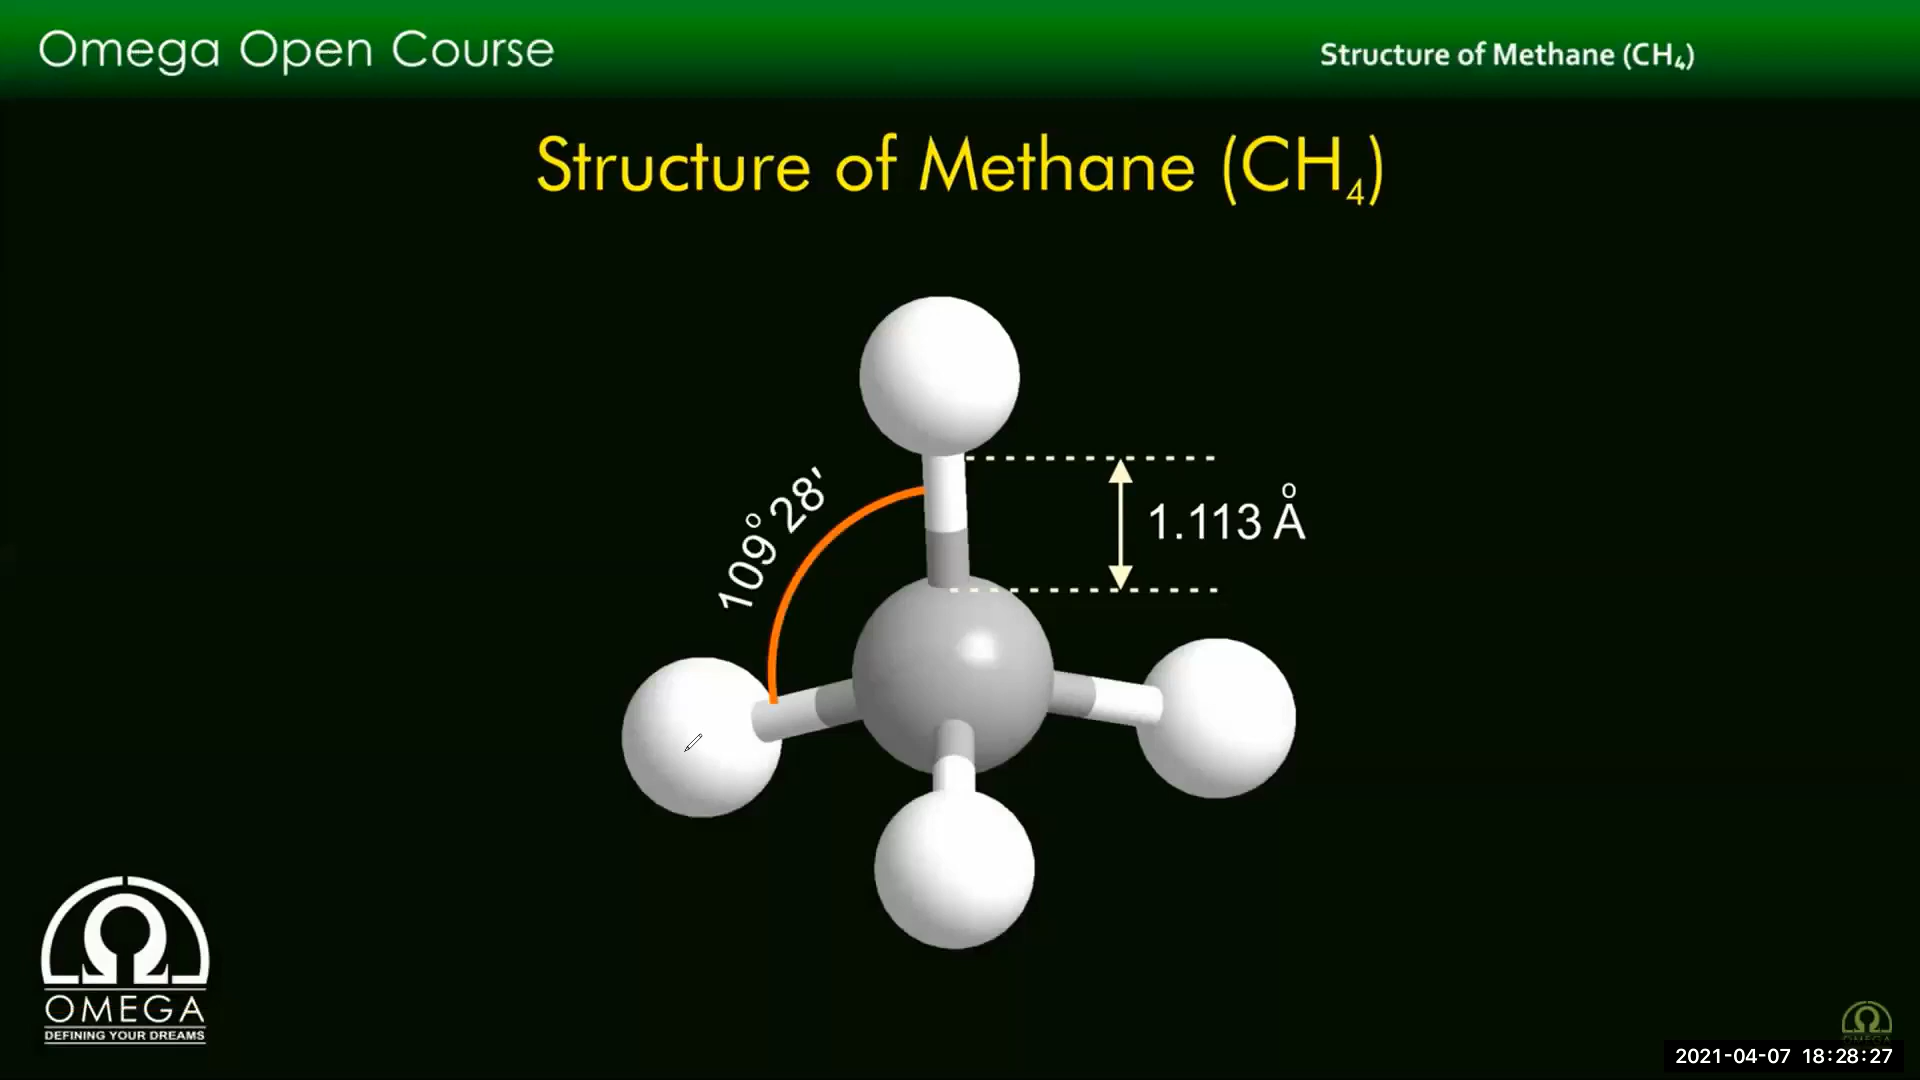 Omega Open Course
Structure of Methane (CH₄)
Structure of Methane (CH₄)
109° 28'
1.113 Å
Ω
OMEGA
DEFINING YOUR DREAMS
Ω
OMEGA
2021-04-07 18:28:27